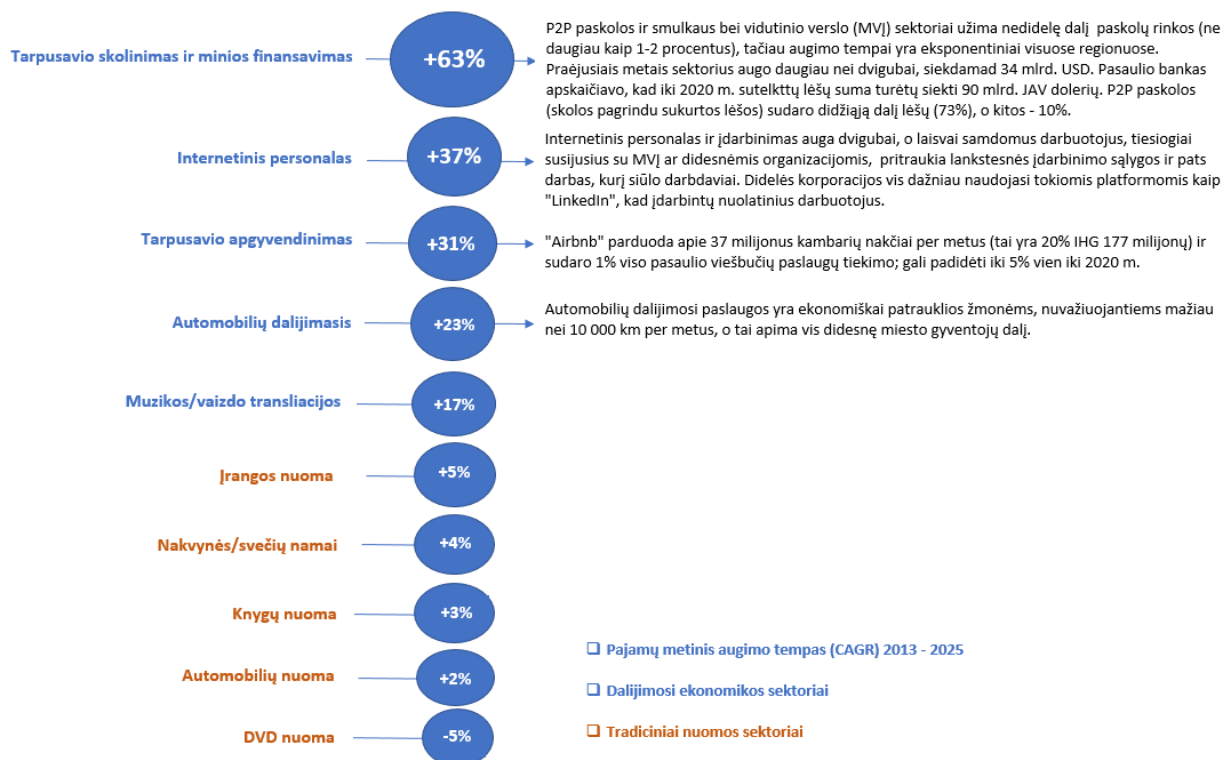 Tarpusavio skolinimas ir minios finansavimas
+63%
P2P paskolos ir smulkaus bei vidutinio verslo (MVĮ) sektoriai užima nedidelę dalį paskolų rinkos (ne
daugiau kaip 1-2 procentus), tačiau augimo tempai yra eksponentiniai visuose regionuose.
Praėjusiais metais sektorius augo daugiau nei dvigubai, siekdamad 34 mlrd. USD. Pasaulio bankas
apskaičiavo, kad iki 2020 m. sutelkttų lėšų suma turėtų siekti 90 mlrd. JAV dolerių. P2P paskolos
(skolos pagrindu sukurtos lėšos) sudaro didžiąją dalį lėšų (73%), o kitos - 10%.
Internetinis personalas
+37%
Internetinis personalas ir įdarbinimas auga dvigubai, o laisvai samdomus darbuotojus, tiesiogiai
susijusius su MVĮ ar didesnėmis organizacijomis, pritraukia lankstesnės įdarbinimo sąlygos ir pats
darbas, kurį siūlo darbdaviai. Didelės korporacijos vis dažniau naudojasi tokiomis platformomis kaip
"LinkedIn", kad įdarbintų nuolatinius darbuotojus.
Tarpusavio apgyvendinimas
+31%
"Airbnb" parduoda apie 37 milijonus kambarių nakčiai per metus (tai yra 20% IHG 177 milijonų) ir
sudaro 1% viso pasaulio viešbučių paslaugų tiekimo; gali padidėti iki 5% vien iki 2020 m.
Automobilių dalijimasis
+23%
Automobilių dalijimosi paslaugos yra ekonomiškai patrauklios žmonėms, nuvažiuojantiems mažiau
nei 10 000 km per metus, o tai apima vis didesnę miesto gyventojų dalį.
Muzikos/vaizdo transliacijos
+17%
Įrangos nuoma
+5%
Nakvynės/svečių namai
+4%
Knygų nuoma
+3%
Automobilių nuoma
+2%
DVD nuoma
-5%
Pajamų metinis augimo tempas (CAGR) 2013 - 2025
Dalijimosi ekonomikos sektoriai
Tradiciniai nuomos sektoriai